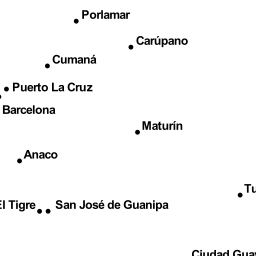 Porlamar
Carúpano
Cumaná
Puerto La Cruz
Barcelona
Maturín
Anaco
Tu
El Tigre
San José de Guanipa
Ciudad Gua